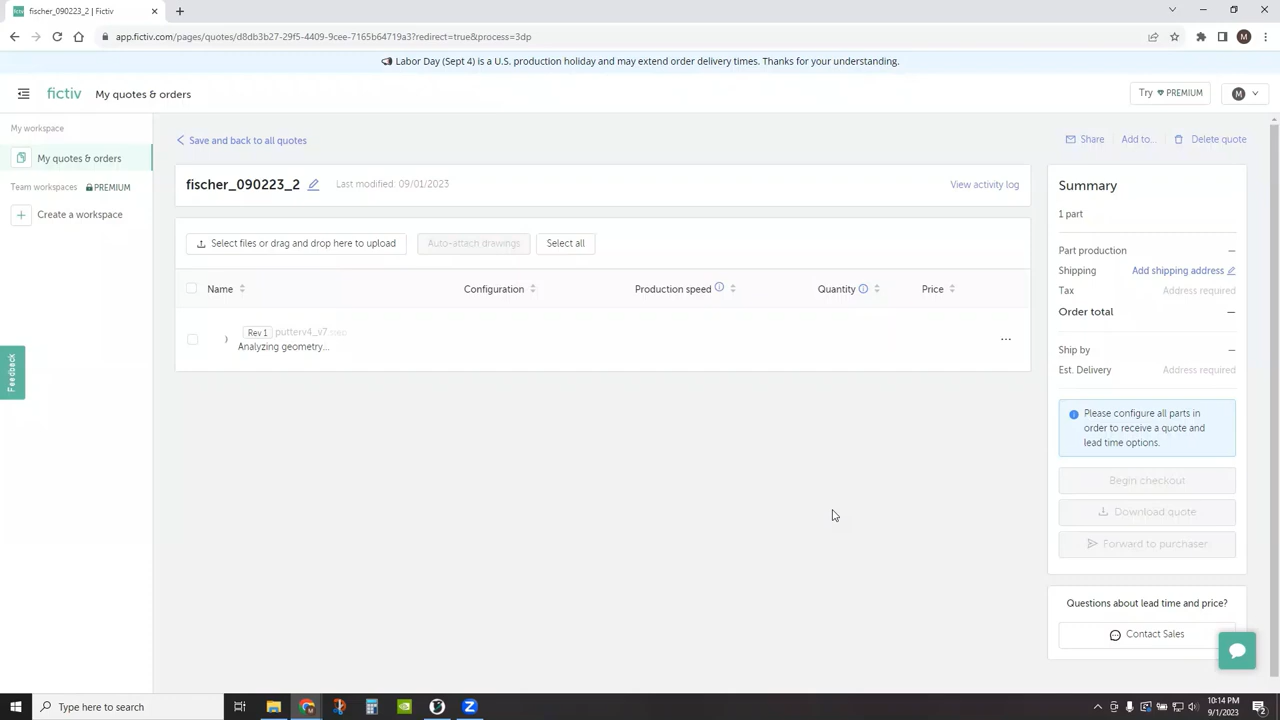 fischer_090223_2 | Fictiv
app.fictiv.com/pages/quotes/d8db3b27-29f5-4409-9cee-7165b64719a3?redirect=true&process=3dp
M
Labor Day (Sept 4) is a U.S. production holiday and may extend order delivery times. Thanks for your understanding.
fictiv
My quotes & orders
Try PREMIUM
M
My workspace
My quotes & orders
Team workspaces PREMIUM
Create a workspace
Feedback
Save and back to all quotes
Share
Add to...
Delete quote
fischer_090223_2
Last modified: 09/01/2023
View activity log
Select files or drag and drop here to upload
Auto-attach drawings
Select all
Name
Configuration
Production speed
Quantity
Price
Rev 1 putterv4_v7.step
Analyzing geometry...
...
Summary
1 part
Part production –
Shipping Add shipping address
Tax Address required
Order total –
Ship by –
Est. Delivery Address required
Please configure all parts in
order to receive a quote and
lead time options.
Begin checkout
Download quote
Forward to purchaser
Questions about lead time and price?
Contact Sales
Type here to search
10:14 PM
9/1/2023
2